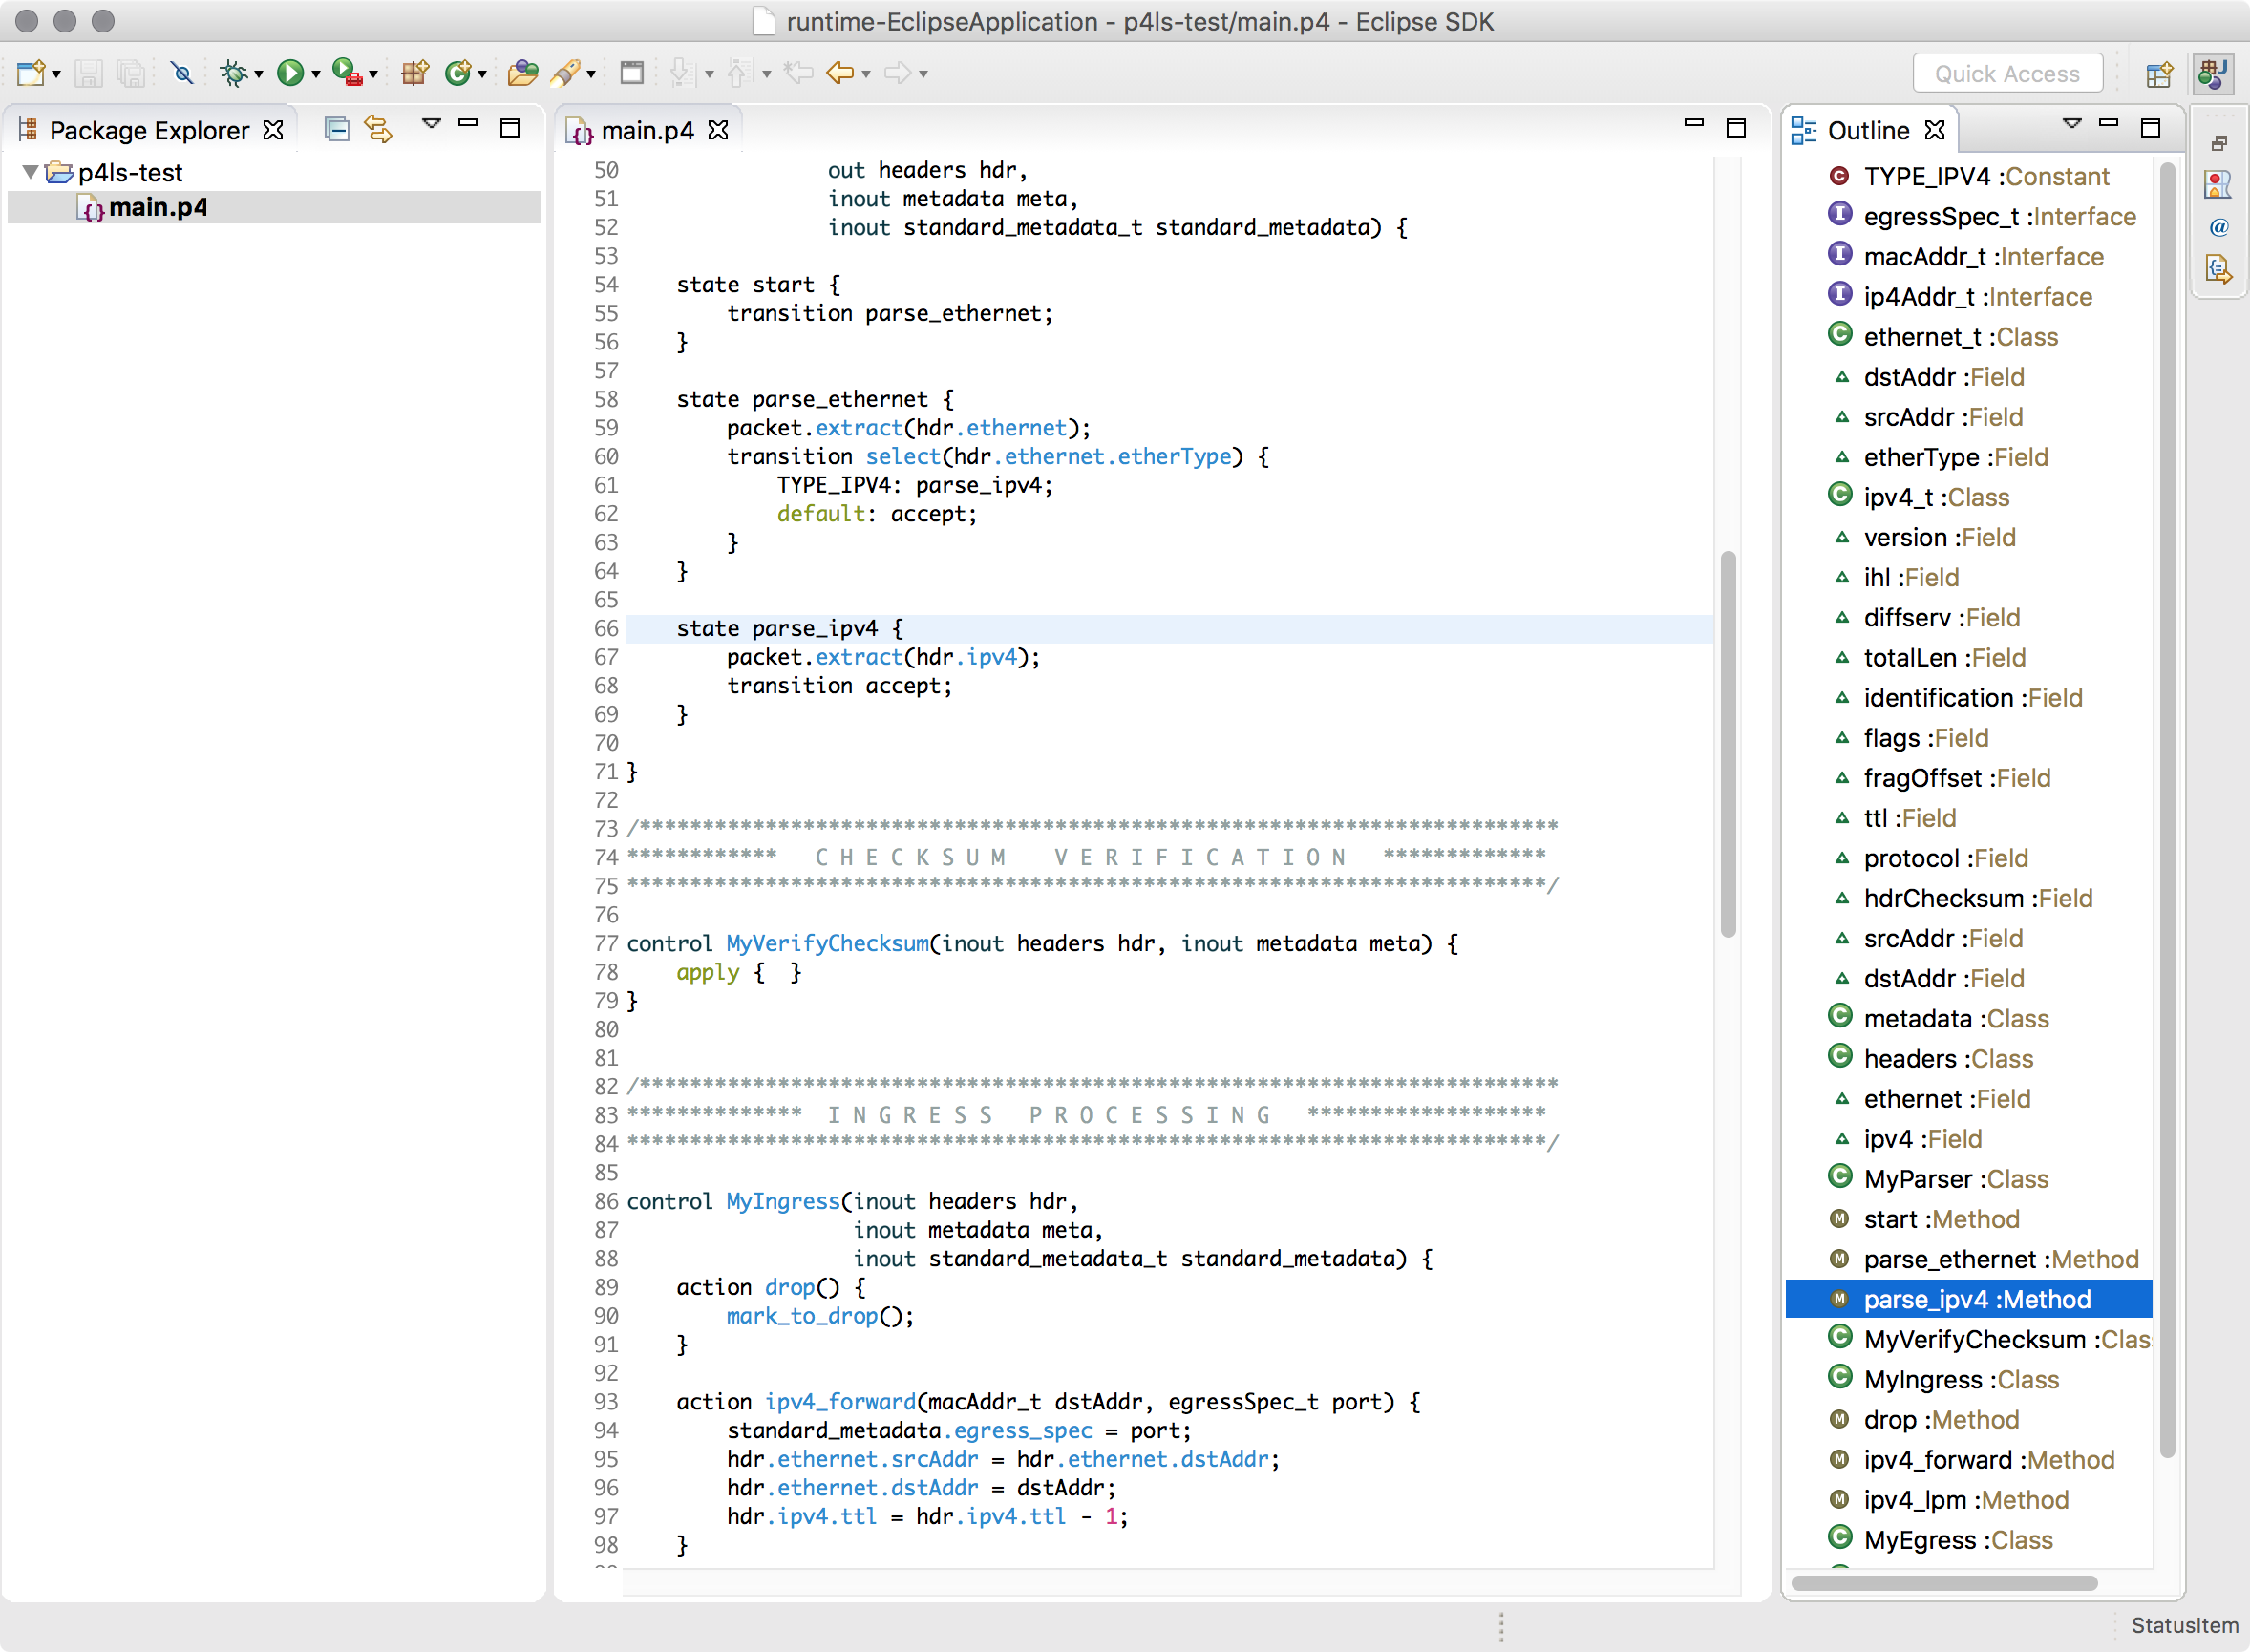 runtime-EclipseApplication - p4ls-test/main.p4 - Eclipse SDK
Quick Access
Package Explorer
p4ls-test
main.p4
main.p4
50                 out headers hdr,
51                 inout metadata meta,
52                 inout standard_metadata_t standard_metadata) {
53
54     state start {
55         transition parse_ethernet;
56     }
57
58     state parse_ethernet {
59         packet.extract(hdr.ethernet);
60         transition select(hdr.ethernet.etherType) {
61             TYPE_IPV4: parse_ipv4;
62             default: accept;
63         }
64     }
65
66     state parse_ipv4 {
67         packet.extract(hdr.ipv4);
68         transition accept;
69     }
70
71 }
72
73 /*************************************************************************
74 ************   C H E C K S U M    V E R I F I C A T I O N   *************
75 *************************************************************************/
76
77 control MyVerifyChecksum(inout headers hdr, inout metadata meta) {
78     apply {  }
79 }
80
81
82 /*************************************************************************
83 **************  I N G R E S S   P R O C E S S I N G   *******************
84 *************************************************************************/
85
86 control MyIngress(inout headers hdr,
87                   inout metadata meta,
88                   inout standard_metadata_t standard_metadata) {
89     action drop() {
90         mark_to_drop();
91     }
92
93     action ipv4_forward(macAddr_t dstAddr, egressSpec_t port) {
94         standard_metadata.egress_spec = port;
95         hdr.ethernet.srcAddr = hdr.ethernet.dstAddr;
96         hdr.ethernet.dstAddr = dstAddr;
97         hdr.ipv4.ttl = hdr.ipv4.ttl - 1;
98     }
Outline
TYPE_IPV4 :Constant
egressSpec_t :Interface
macAddr_t :Interface
ip4Addr_t :Interface
ethernet_t :Class
dstAddr :Field
srcAddr :Field
etherType :Field
ipv4_t :Class
version :Field
ihl :Field
diffserv :Field
totalLen :Field
identification :Field
flags :Field
fragOffset :Field
ttl :Field
protocol :Field
hdrChecksum :Field
srcAddr :Field
dstAddr :Field
metadata :Class
headers :Class
ethernet :Field
ipv4 :Field
MyParser :Class
start :Method
parse_ethernet :Method
parse_ipv4 :Method
MyVerifyChecksum :Clas
MyIngress :Class
drop :Method
ipv4_forward :Method
ipv4_lpm :Method
MyEgress :Class
StatusItem